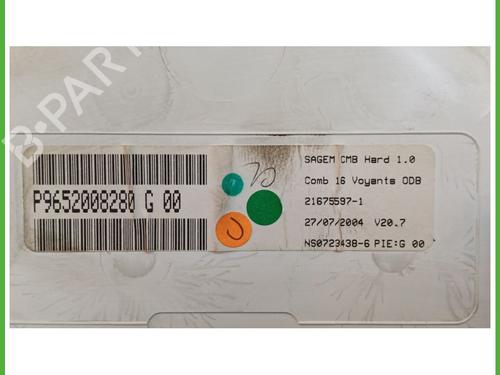 B-PARTS
SAGEM CMB Hard 1.0
Comb 16 Voyants ODB
P9652008280 G 00
21675597-1
27/07/2004 V20.7
NS0723438-6 PIE:G 00